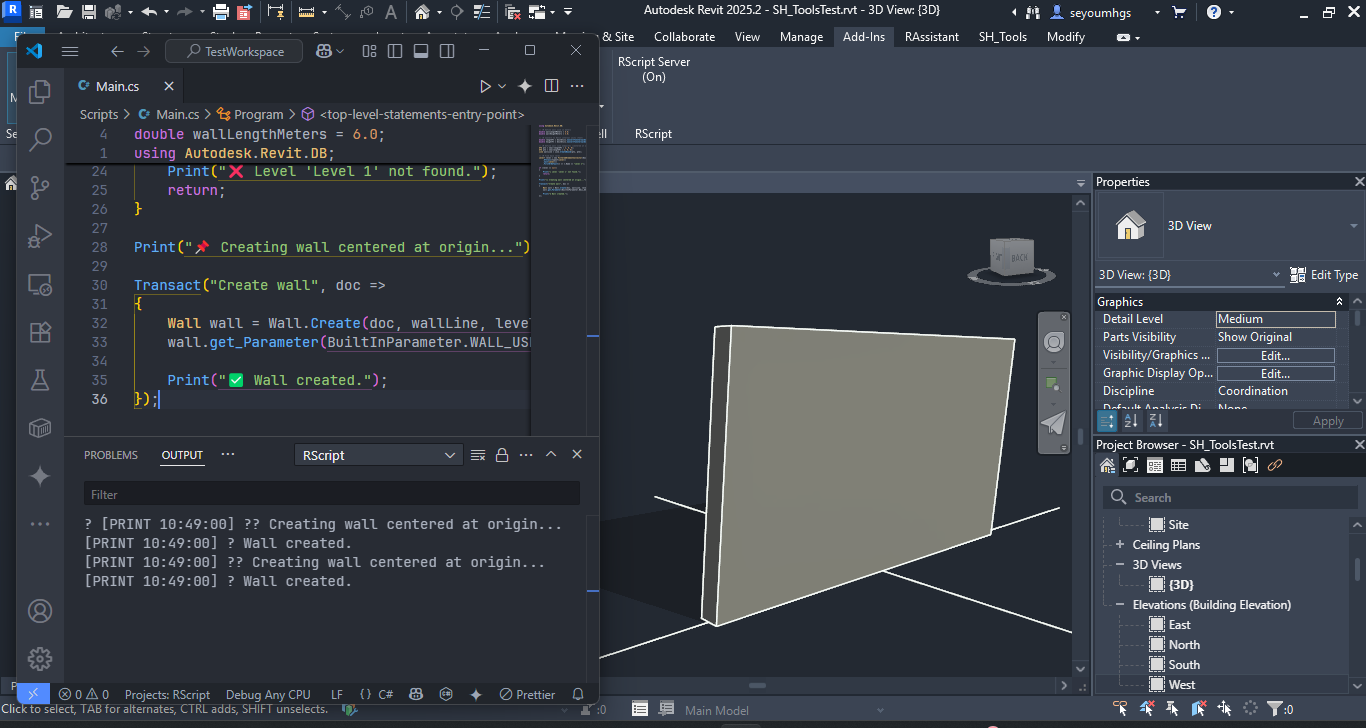 Autodesk Revit 2025.2 - SH_ToolsTest.rvt - 3D View: {3D}
seyoumhgs
& Site Collaborate View Manage Add-Ins RAssistant SH_Tools Modify
TestWorkspace
RScript Server
(On)
RScript
Main.cs
Scripts > Main.cs > Program > <top-level-statements-entry-point>
4 double wallLengthMeters = 6.0;
1 using Autodesk.Revit.DB;
24 Print("❌ Level 'Level 1' not found.");
25 return;
26 }
27
28 Print("📌 Creating wall centered at origin...")
29
30 Transact("Create wall", doc =>
31 {
32 Wall wall = Wall.Create(doc, wallLine, leve
33 wall.get_Parameter(BuiltInParameter.WALL_US
34
35 Print("✅ Wall created.");
36 });
PROBLEMS OUTPUT ...
RScript
Filter
? [PRINT 10:49:00] ?? Creating wall centered at origin...
[PRINT 10:49:00] ? Wall created.
[PRINT 10:49:00] ?? Creating wall centered at origin...
[PRINT 10:49:00] ? Wall created.
0 0 Projects: RScript Debug Any CPU LF {} C# Prettier
BACK
Properties
3D View
3D View: {3D}
Edit Type
Graphics
Detail Level Medium
Parts Visibility Show Original
Visibility/Graphics ... Edit...
Graphic Display Op... Edit...
Discipline Coordination
Default Analysis Di... None
Apply
Project Browser - SH_ToolsTest.rvt
Search
Site
Ceiling Plans
3D Views
{3D}
Elevations (Building Elevation)
East
North
South
West
Click to select, TAB for alternates, CTRL adds, SHIFT unselects.
:0
Main Model
:0